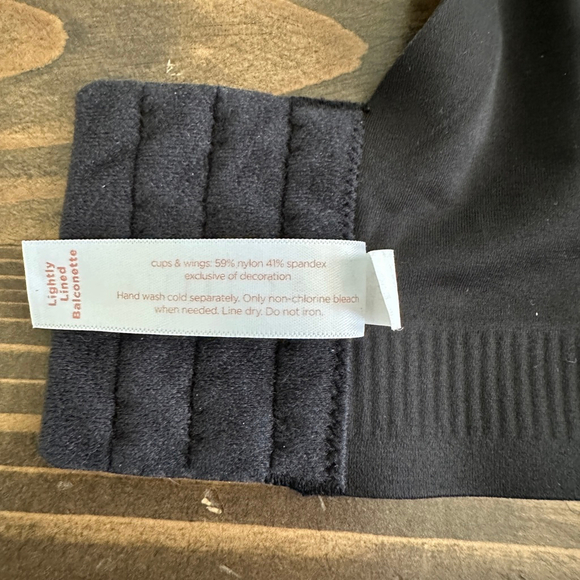 Lightly
Lined
Balconette
cups & wings: 59% nylon 41% spandex
exclusive of decoration
Hand wash cold separately. Only non-chlorine bleach
when needed. Line dry. Do not iron.